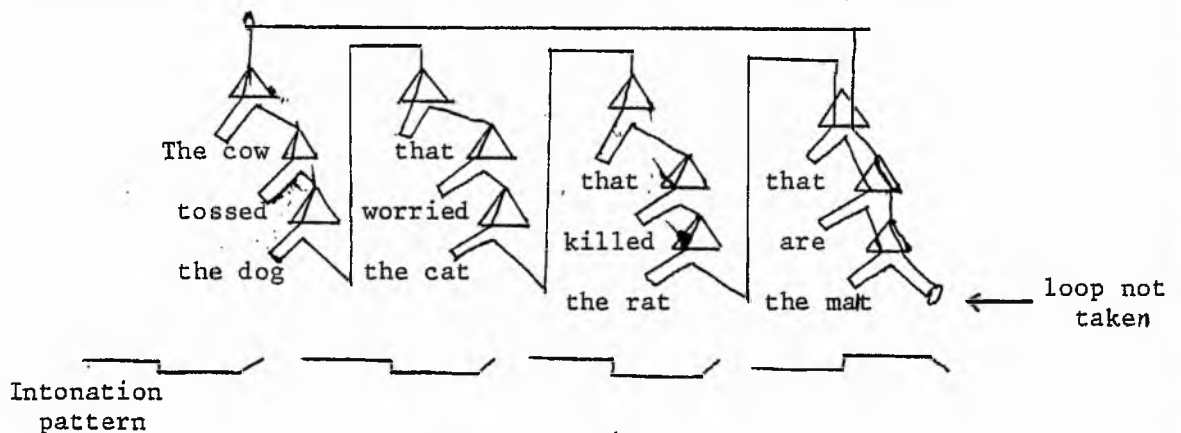 The cow that
that that
tossed worried
killed are
the dog the cat
the rat the mat
loop not
taken
Intonation
pattern